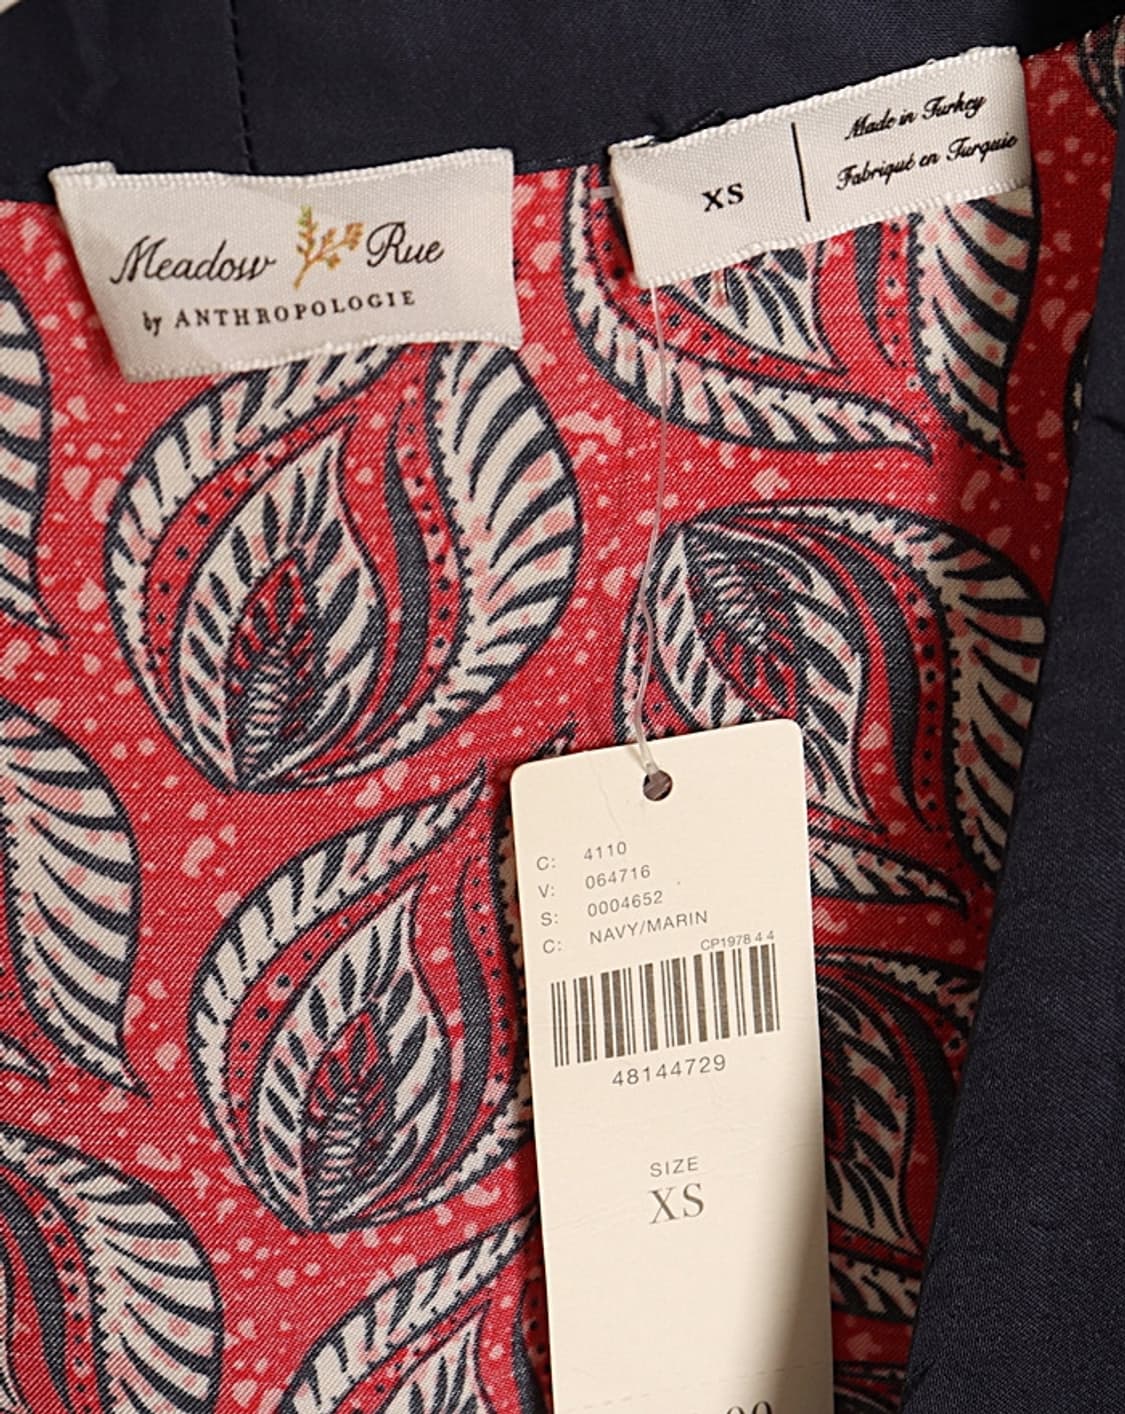 Meadow Rue
by ANTHROPOLOGIE
XS
Made in Turkey
Fabriqué en Turquie
C: 4110
V: 064716
S: 0004652
C: NAVY/MARIN
CP1978 4 4
48144729
SIZE
XS